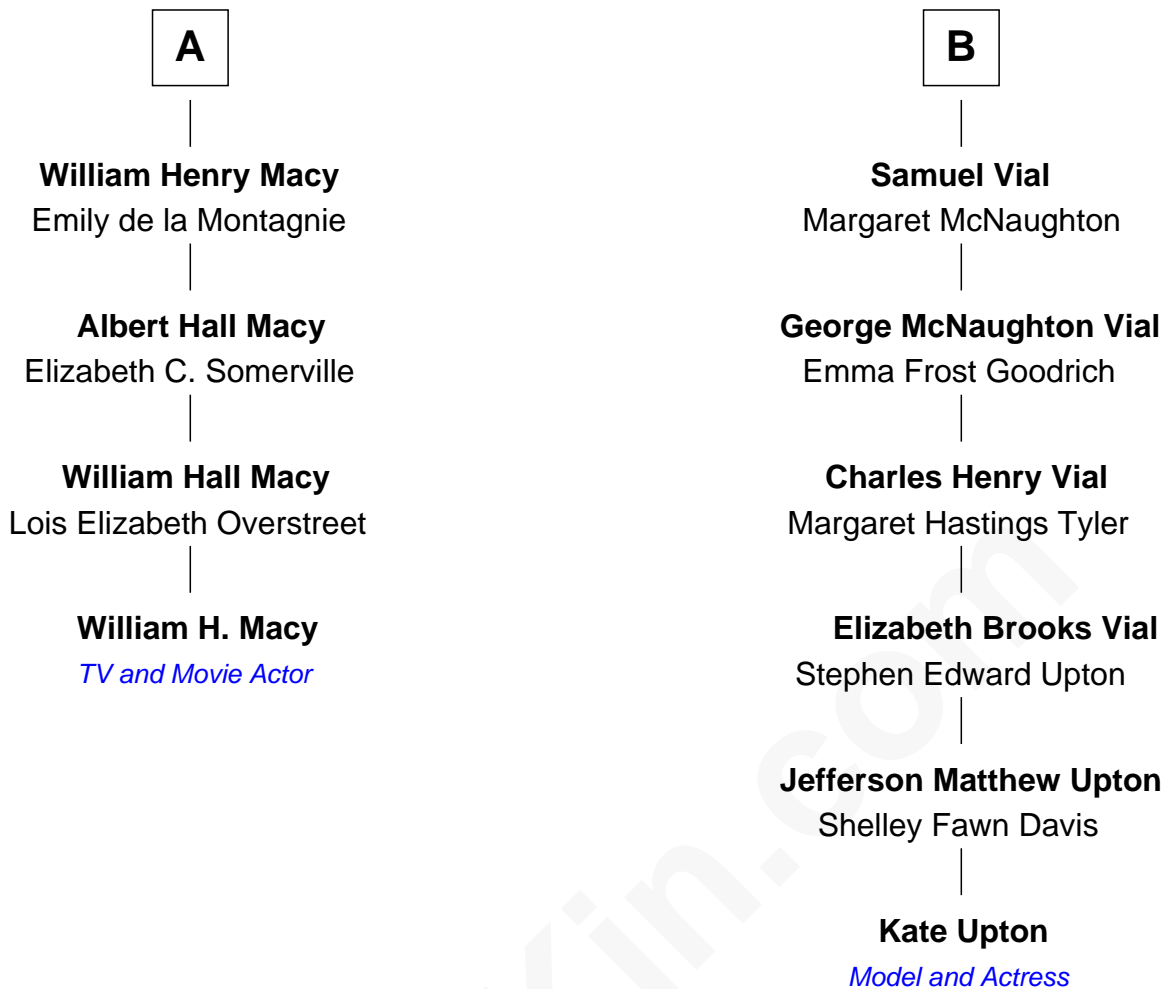 A
William Henry Macy
Emily de la Montagnie
Albert Hall Macy
Elizabeth C. Somerville
William Hall Macy
Lois Elizabeth Overstreet
William H. Macy
TV and Movie Actor
B
Samuel Vial
Margaret McNaughton
George McNaughton Vial
Emma Frost Goodrich
Charles Henry Vial
Margaret Hastings Tyler
Elizabeth Brooks Vial
Stephen Edward Upton
Jefferson Matthew Upton
Shelley Fawn Davis
Kate Upton
Model and Actress
in.com